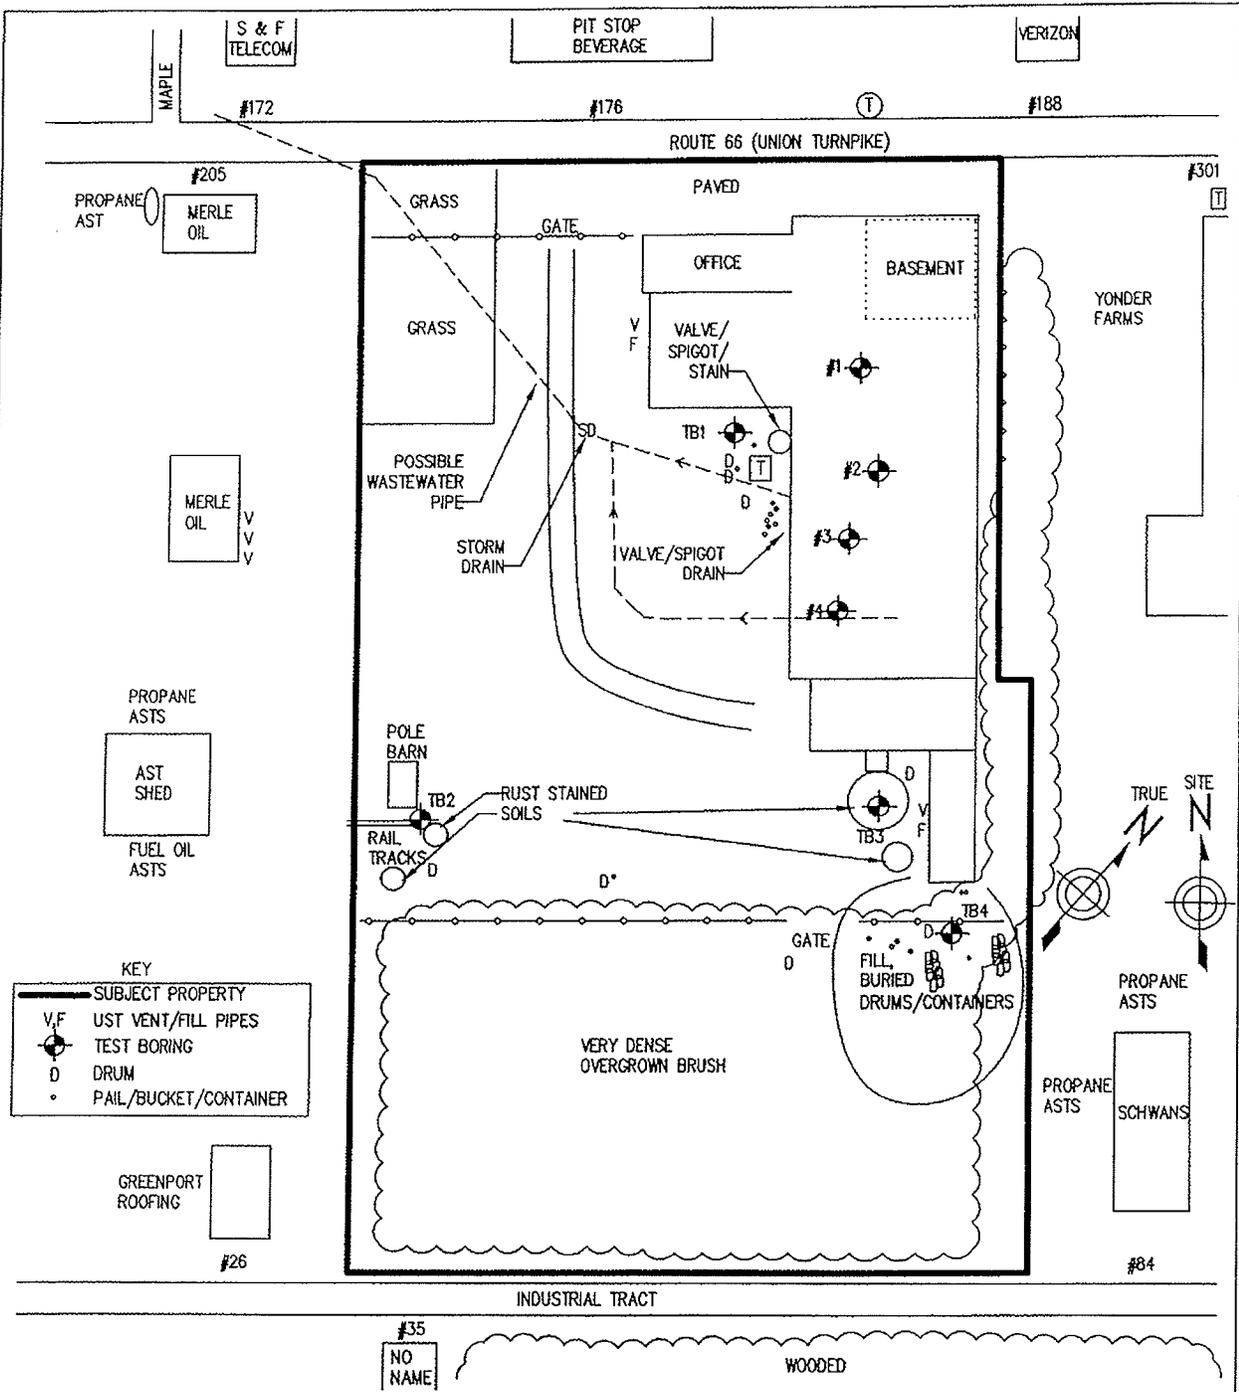 S & F
TELECOM
PIT STOP
BEVERAGE
VERIZON
MAPLE
#172
#176
T
#188
ROUTE 66 (UNION TURNPIKE)
#205
#301
T
PROPANE
AST
MERLE
OIL
GRASS
PAVED
GATE
OFFICE
BASEMENT
YONDER
FARMS
GRASS
V
F
VALVE/
SPIGOT/
STAIN
#1
TB1
SD
D
D
T
#2
POSSIBLE
WASTEWATER
PIPE
D
MERLE
OIL
V
V
V
STORM
DRAIN
VALVE/SPIGOT
DRAIN
#3
#4
PROPANE
ASTS
POLE
BARN
AST
SHED
D
TRUE
N
SITE
N
TB2
RUST STAINED
SOILS
V
F
TB3
RAIL
TRACKS
D
FUEL OIL
ASTS
D
TB4
D
GATE
D
FILL,
BURIED
DRUMS/CONTAINERS
D
D
D
D
D
D
D
D
D
D
D
PROPANE
ASTS
KEY
SUBJECT PROPERTY
V,F UST VENT/FILL PIPES
TEST BORING
D DRUM
PAIL/BUCKET/CONTAINER
VERY DENSE
OVERGROWN BRUSH
PROPANE
ASTS
SCHWANS
GREENPORT
ROOFING
#26
#84
INDUSTRIAL TRACT
#35
NO
NAME
WOODED